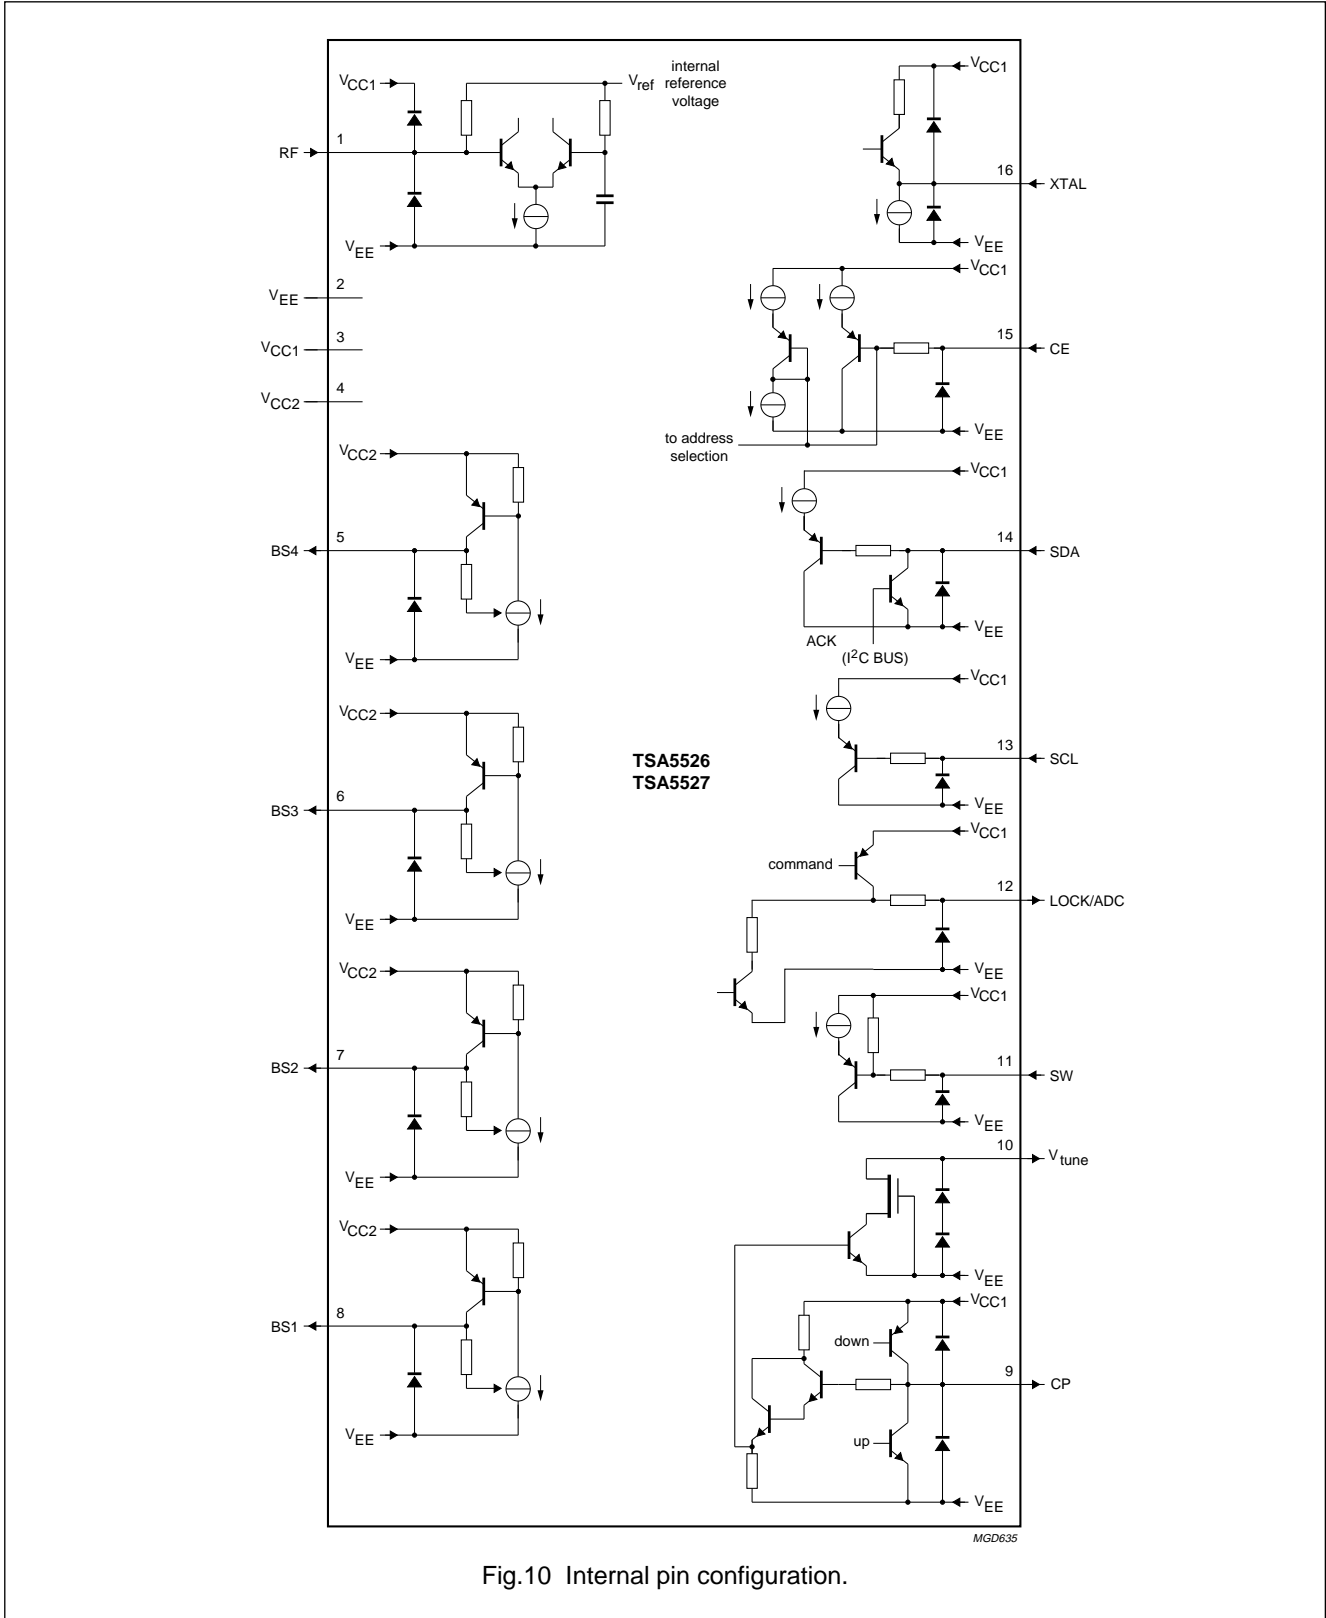 VCC1
Vref
internal
reference
voltage
1
RF
VEE
2
VEE
3
VCC1
4
VCC2
VCC2
5
BS4
VEE
VCC2
6
BS3
VEE
VCC2
7
BS2
VEE
VCC2
8
BS1
VEE
TSA5526
TSA5527
VCC1
16
XTAL
VEE
VCC1
15
CE
VEE
to address
selection
VCC1
14
SDA
VEE
ACK
(I²C BUS)
VCC1
13
SCL
VEE
VCC1
command
12
LOCK/ADC
VEE
VCC1
11
SW
VEE
10
Vtune
VEE
VCC1
down
9
CP
up
VEE
MGD635
Fig.10 Internal pin configuration.